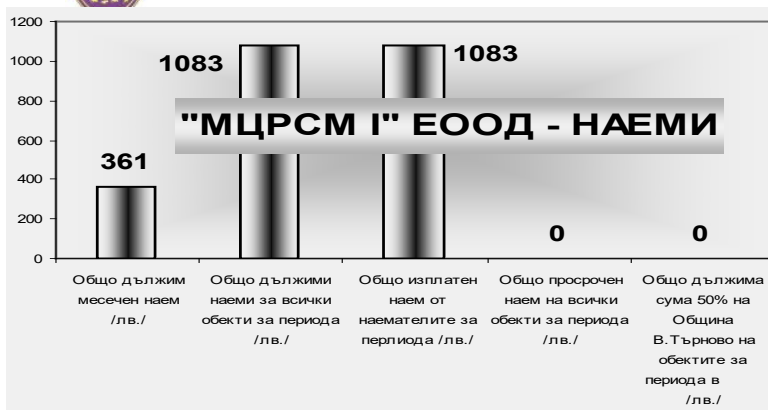 1200
1000
800
600
400
200
0
361
1083
1083
0
0
"МЦРСМ I" ЕООД - НАЕМИ
Общо дължим
месечен наем
/лв./
Общо дължими
наеми за всички
обекти за периода
/лв./
Общо изплатен
наем от
наемателите за
перлиода /лв./
Общо просрочен
наем на всички
обекти за периода
/лв./
Общо дължима
сума 50% на
Община
В.Търново на
обектите за
периода в
/лв./